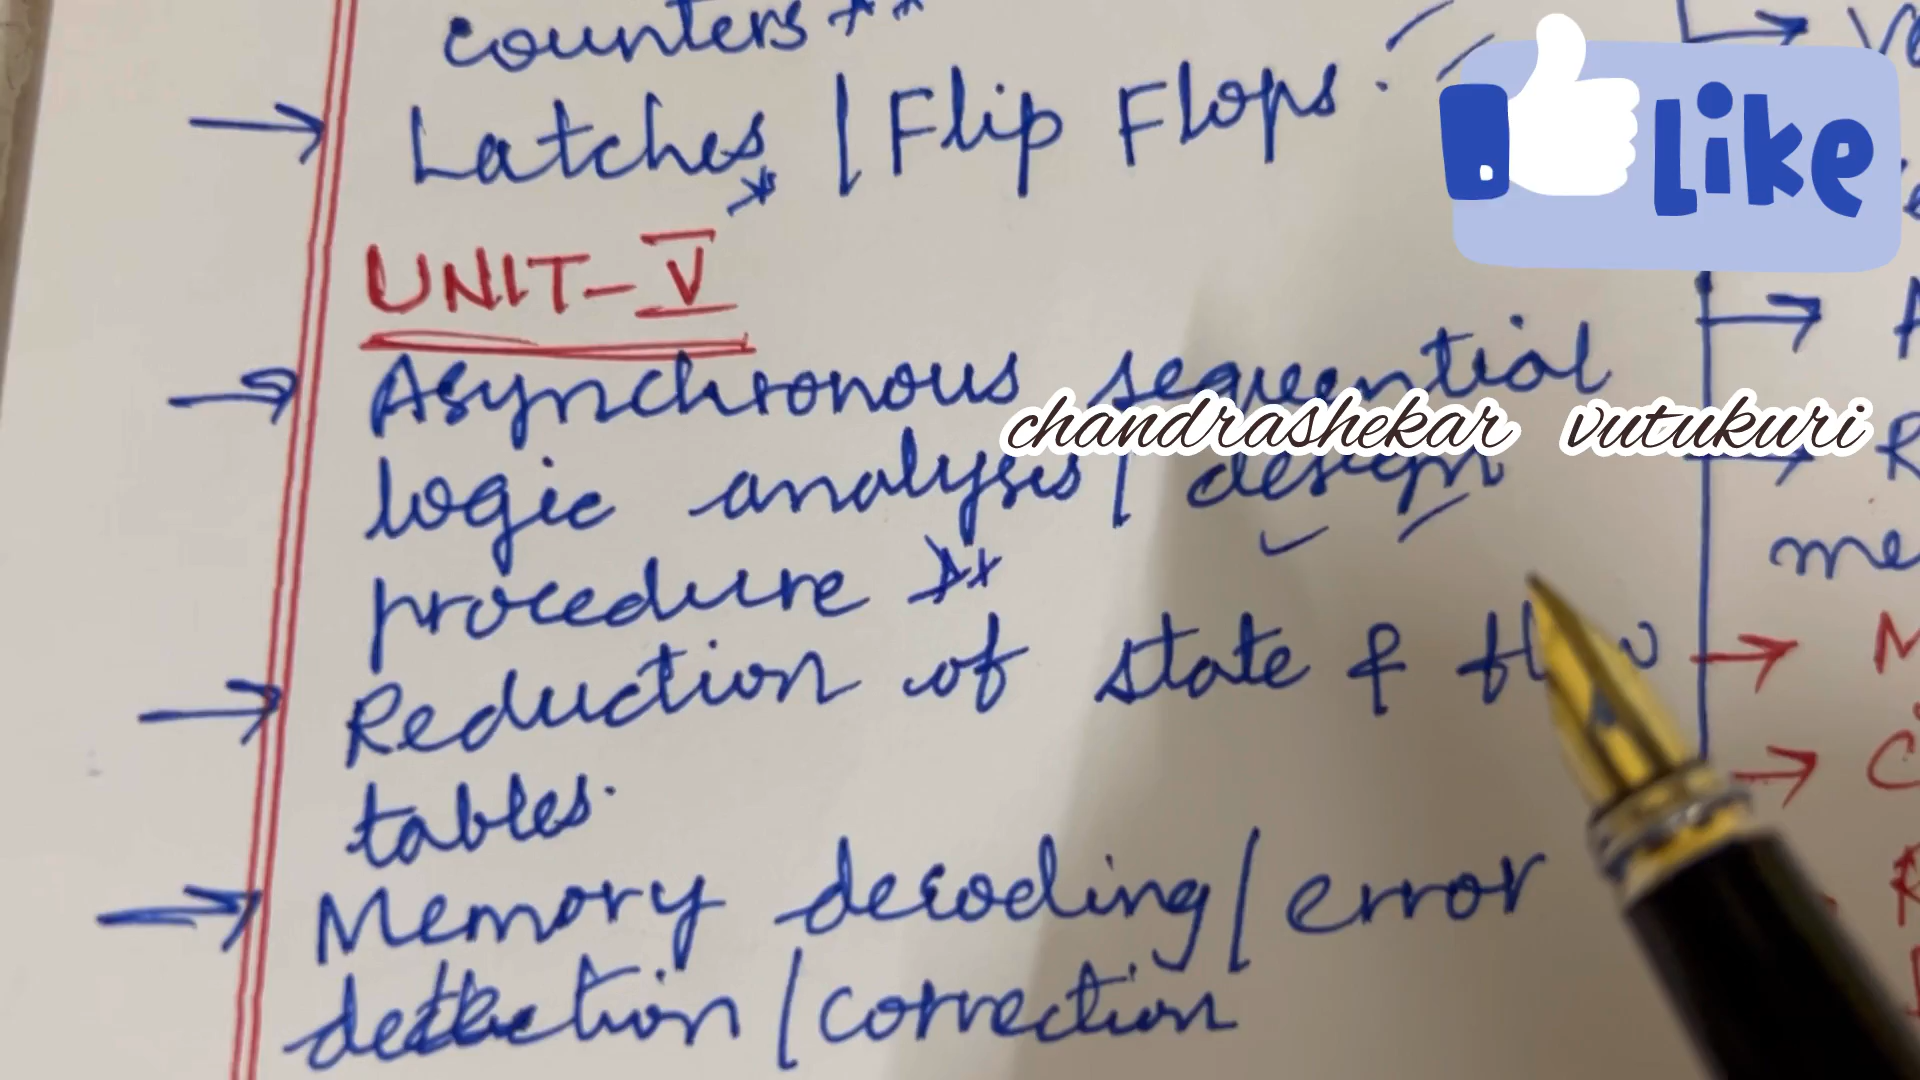 counters **
→ Latches * / Flip Flops.
UNIT-V
→ Asynchronous sequential
logic analysis / design
procedure **
→ Reduction of state & flow
tables.
→ Memory decoding / error
detection / correction
Like
chandrashekar vutukuri